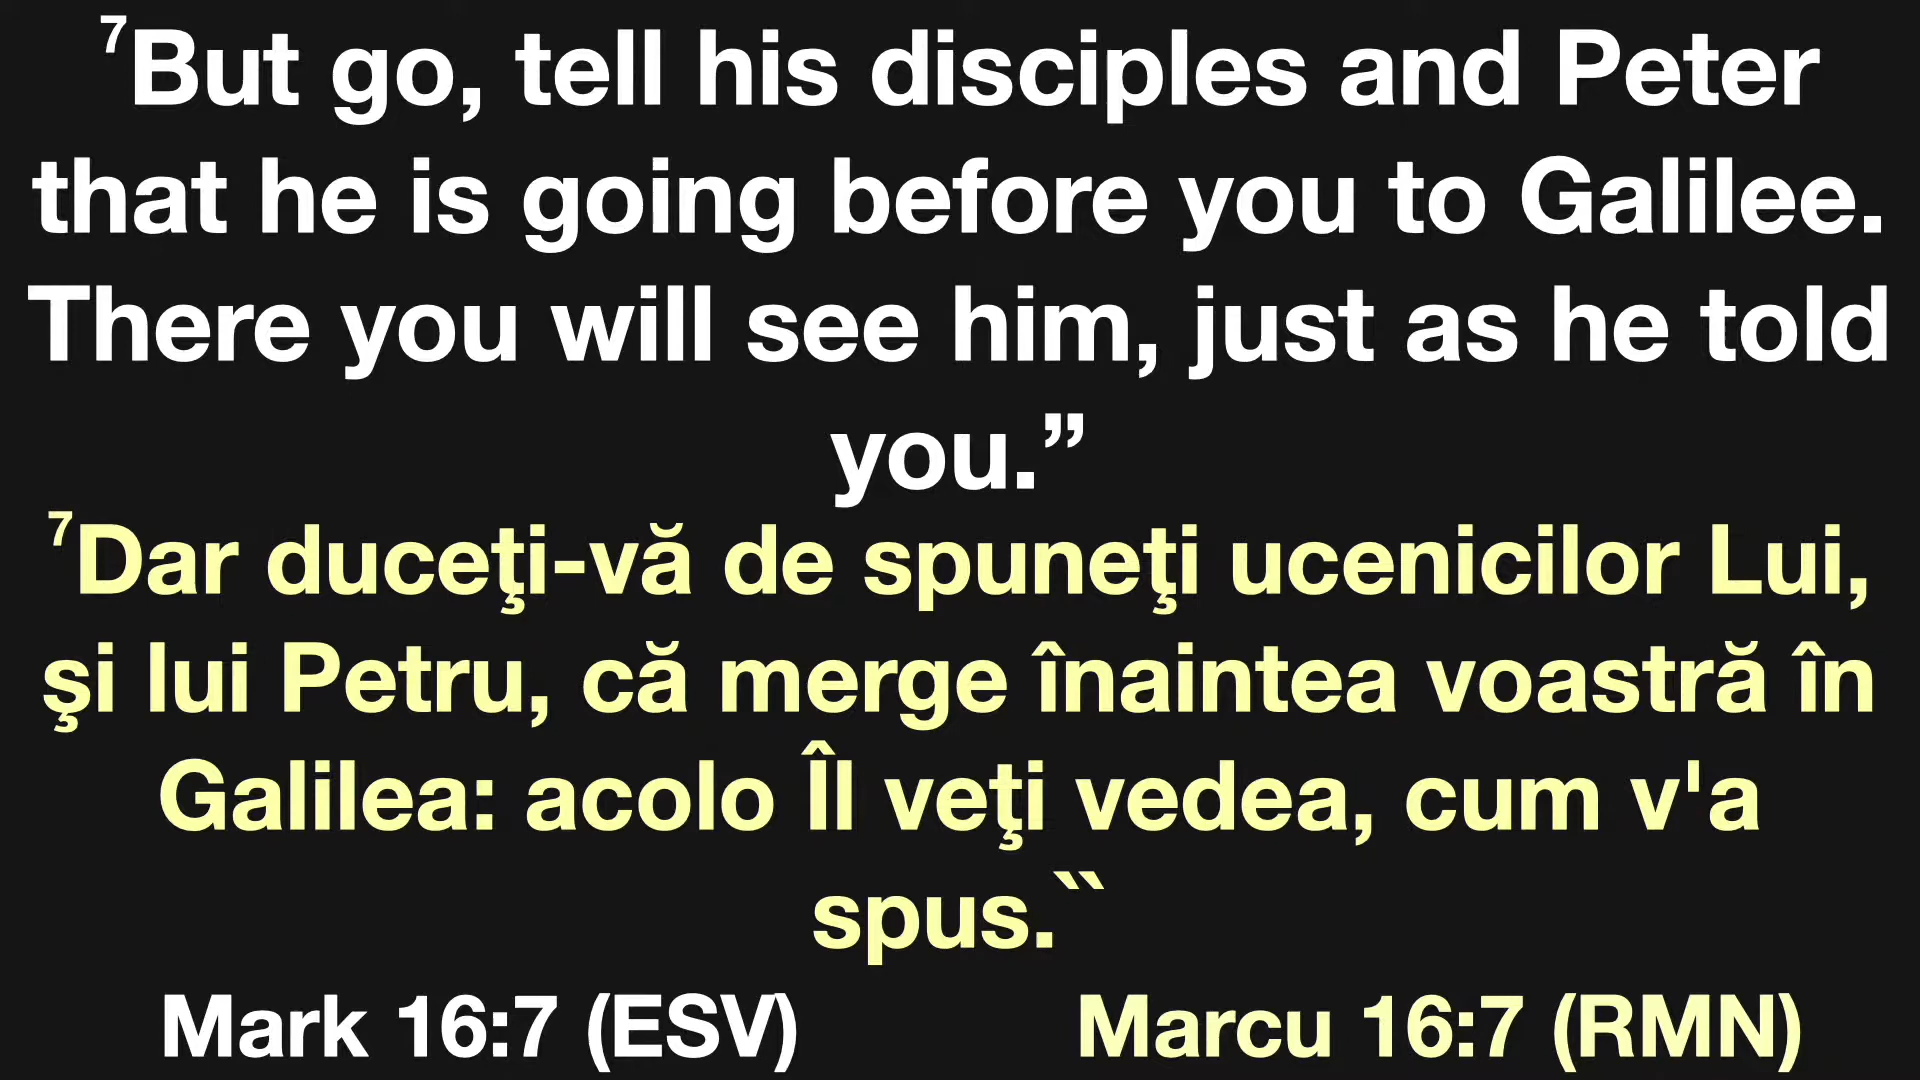 ⁷But go, tell his disciples and Peter
that he is going before you to Galilee.
There you will see him, just as he told
you.”
⁷Dar duceţi-vă de spuneţi ucenicilor Lui,
şi lui Petru, că merge înaintea voastră în
Galilea: acolo Îl veţi vedea, cum v'a
spus.``
Mark 16:7 (ESV) Marcu 16:7 (RMN)